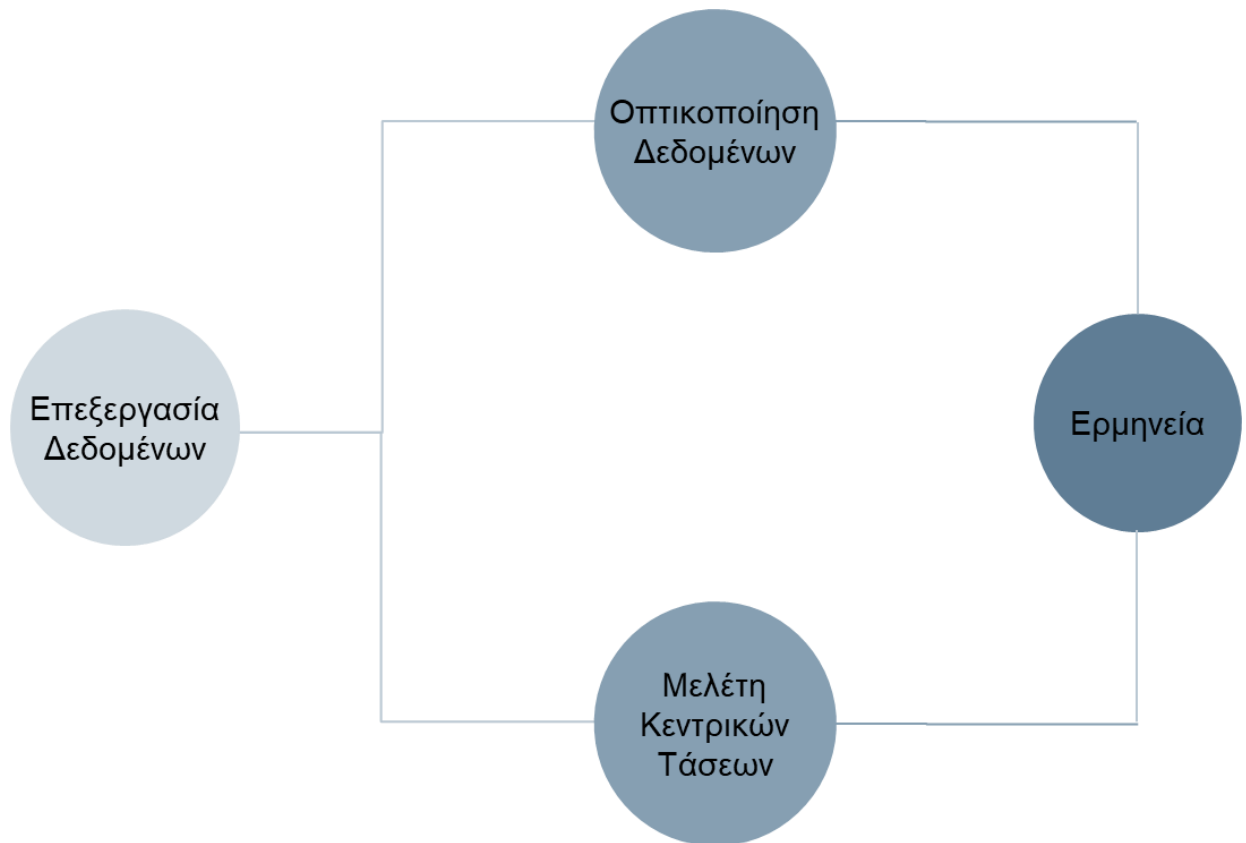 Οπτικοποίηση
Δεδομένων
Επεξεργασία
Δεδομένων
Ερμηνεία
Μελέτη
Κεντρικών
Τάσεων